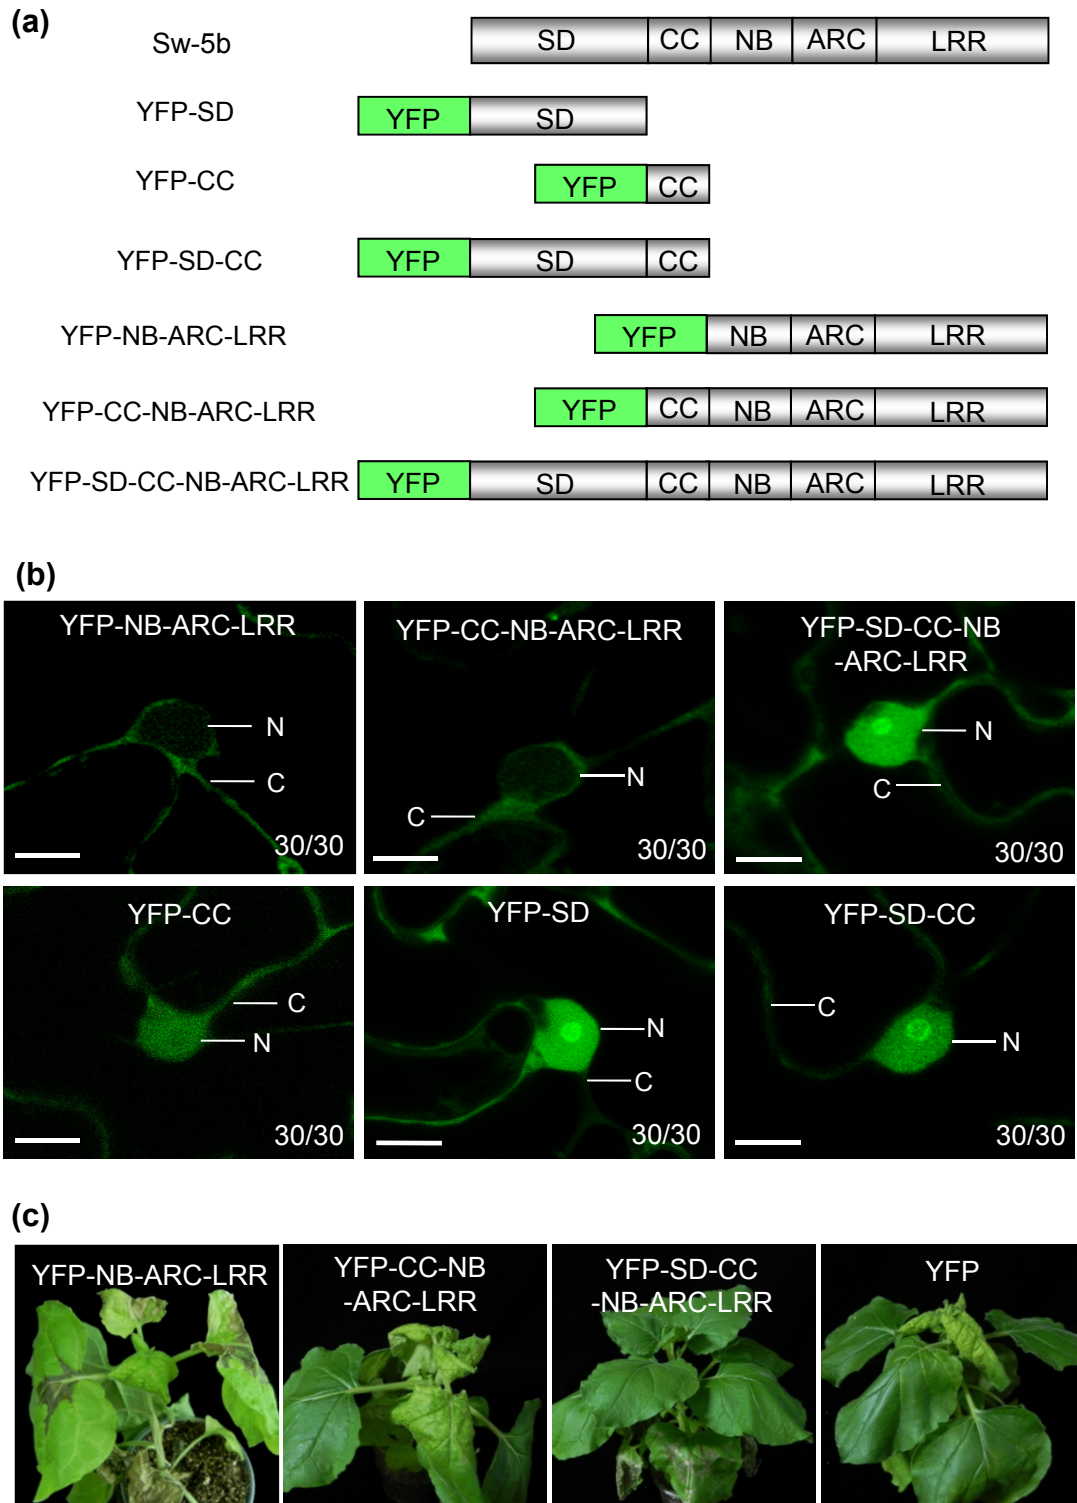 (a)
Sw-5b
SD CC NB ARC LRR
YFP-SD
YFP SD
YFP-CC
YFP CC
YFP-SD-CC
YFP SD CC
YFP-NB-ARC-LRR
YFP NB ARC LRR
YFP-CC-NB-ARC-LRR
YFP CC NB ARC LRR
YFP-SD-CC-NB-ARC-LRR
YFP SD CC NB ARC LRR
(b)
YFP-NB-ARC-LRR
N
C
30/30
YFP-CC-NB-ARC-LRR
N
C
30/30
YFP-SD-CC-NB
-ARC-LRR
N
C
30/30
YFP-CC
C
N
30/30
YFP-SD
N
C
30/30
YFP-SD-CC
C
N
30/30
(c)
YFP-NB-ARC-LRR
YFP-CC-NB
-ARC-LRR
YFP-SD-CC
-NB-ARC-LRR
YFP